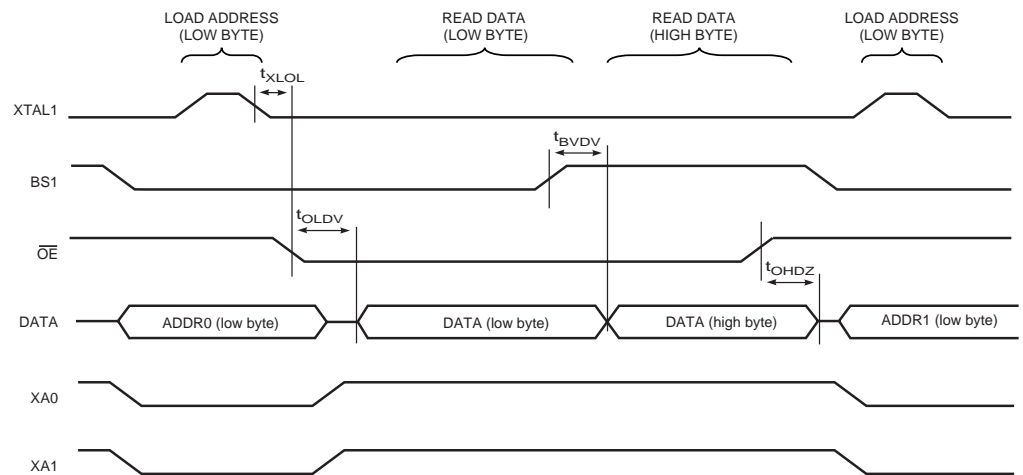 LOAD ADDRESS
(LOW BYTE)
READ DATA
(LOW BYTE)
READ DATA
(HIGH BYTE)
LOAD ADDRESS
(LOW BYTE)
tXLOL
XTAL1
tBVDV
BS1
tOLDV
OE
tOHDZ
DATA
ADDR0 (low byte)
DATA (low byte)
DATA (high byte)
ADDR1 (low byte)
XA0
XA1